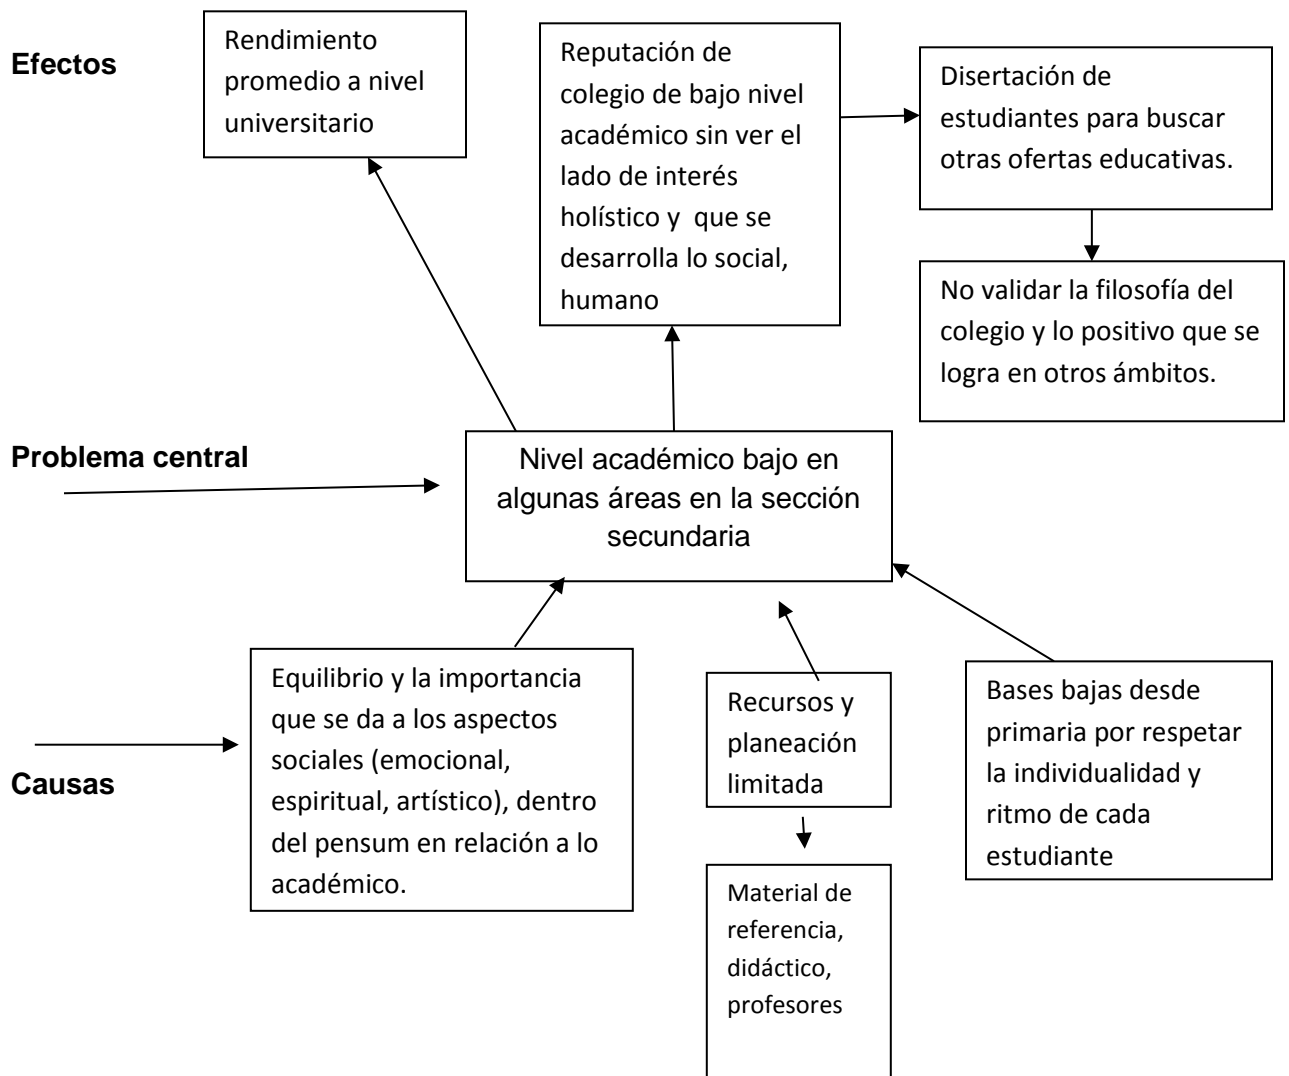 Efectos
Rendimiento
promedio a nivel
universitario
Reputación de
colegio de bajo nivel
académico sin ver el
lado de interés
holístico y que se
desarrolla lo social,
humano
Disertación de
estudiantes para buscar
otras ofertas educativas.
No validar la filosofía del
colegio y lo positivo que se
logra en otros ámbitos.
Problema central
Nivel académico bajo en
algunas áreas en la sección
secundaria
Causas
Equilibrio y la importancia
que se da a los aspectos
sociales (emocional,
espiritual, artístico), dentro
del pensum en relación a lo
académico.
Recursos y
planeación
limitada
Material de
referencia,
didáctico,
profesores
Bases bajas desde
primaria por respetar
la individualidad y
ritmo de cada
estudiante